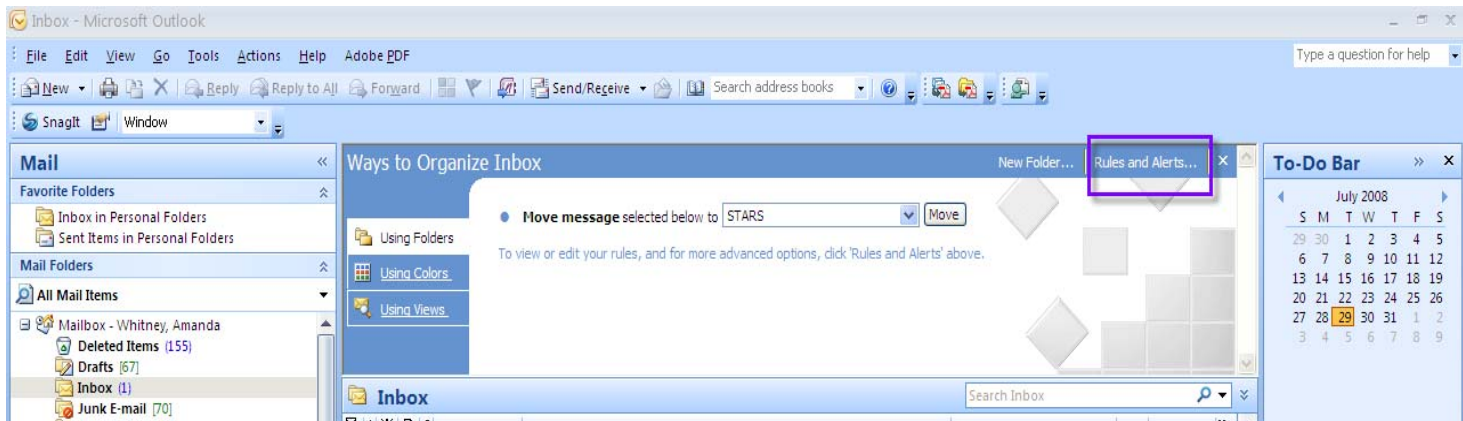 Inbox - Microsoft Outlook
File Edit View Go Tools Actions Help Adobe PDF
Type a question for help
New Reply Reply to All Forward Send/Receive Search address books
SnagIt Window
Mail
Favorite Folders
Inbox in Personal Folders
Sent Items in Personal Folders
Mail Folders
All Mail Items
Mailbox - Whitney, Amanda
Deleted Items (155)
Drafts [67]
Inbox (1)
Junk E-mail [70]
Ways to Organize Inbox
New Folder... Rules and Alerts...
Using Folders
Using Colors
Using Views
Move message selected below to STARS Move
To view or edit your rules, and for more advanced options, click 'Rules and Alerts' above.
Inbox
Search Inbox
To-Do Bar
July 2008
S M T W T F S
29 30 1 2 3 4 5
6 7 8 9 10 11 12
13 14 15 16 17 18 19
20 21 22 23 24 25 26
27 28 29 30 31 1 2
3 4 5 6 7 8 9